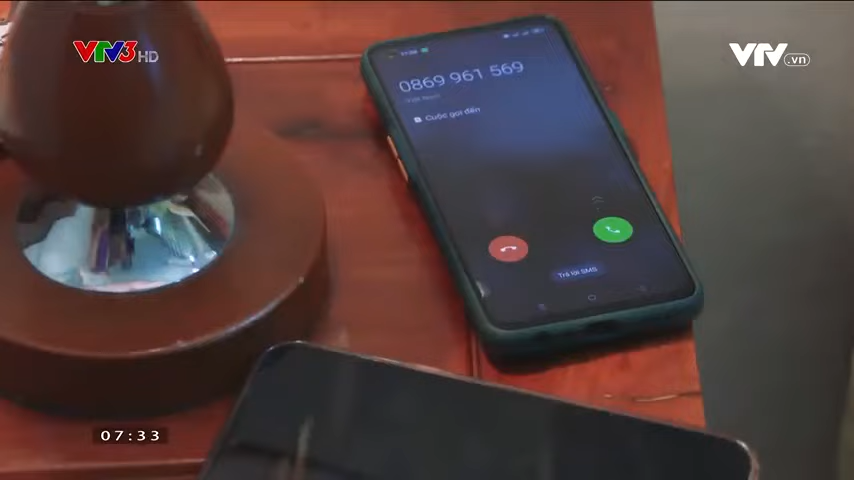 VTV3 HD
VTV.vn
0869 961 569
Việt Nam
Cuộc gọi đến
Trả lời SMS
07:33